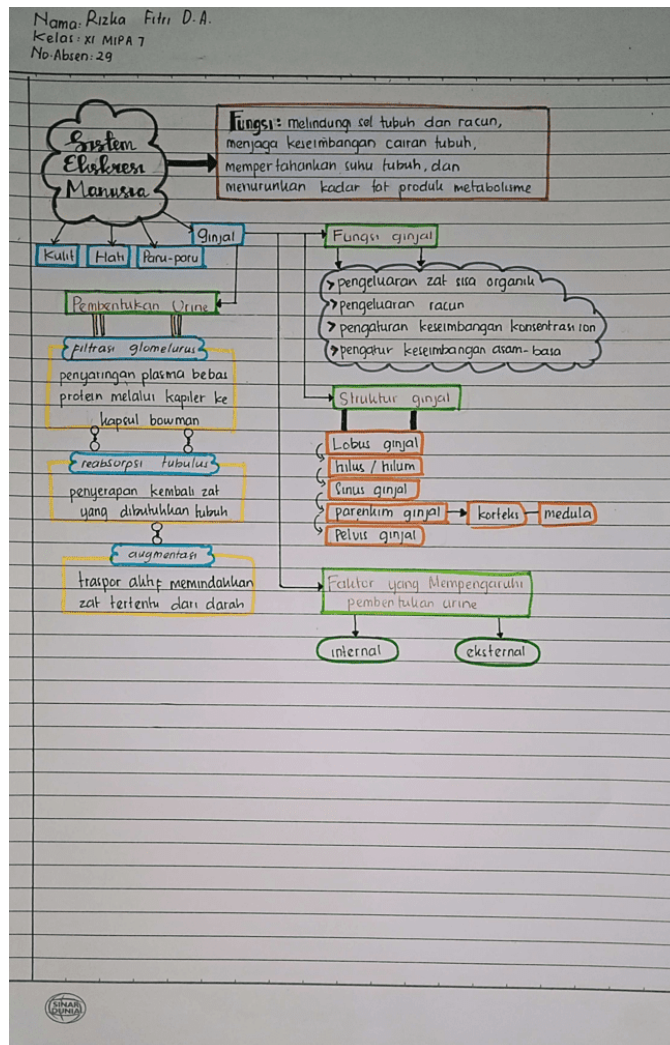 Nama: Rizka Fitri D.A.
Kelas: XI MIPA 7
No.Absen: 29
Sistem
Ekskresi
Manusia
Fungsi: melindungi sel tubuh dan racun,
menjaga keseimbangan cairan tubuh,
mempertahankan suhu tubuh, dan
menurunkan kadar tot produk metabolisme
Kulit
Hati
Paru-paru
Ginjal
Pembentukan Urine
filtrasi glomelurus
penyaringan plasma bebas
protein melalui kapiler ke
kapsul bowman
reabsorpsi tubulus
penyerapan kembali zat
yang dibutuhkan tubuh
augmentasi
traspor aktif memindahkan
zat tertentu dari darah
Fungsi ginjal
> pengeluaran zat sisa organik
> pengeluaran racun
> pengaturan keseimbangan konsentrasi ion
> pengatur keseimbangan asam-basa
Struktur ginjal
Lobus ginjal
hilus / hilum
Sinus ginjal
parenkim ginjal
korteks
medula
Pelvis ginjal
Faktor yang Mempengaruhi
pembentukan urine
internal
eksternal
SINAR
DUNIA